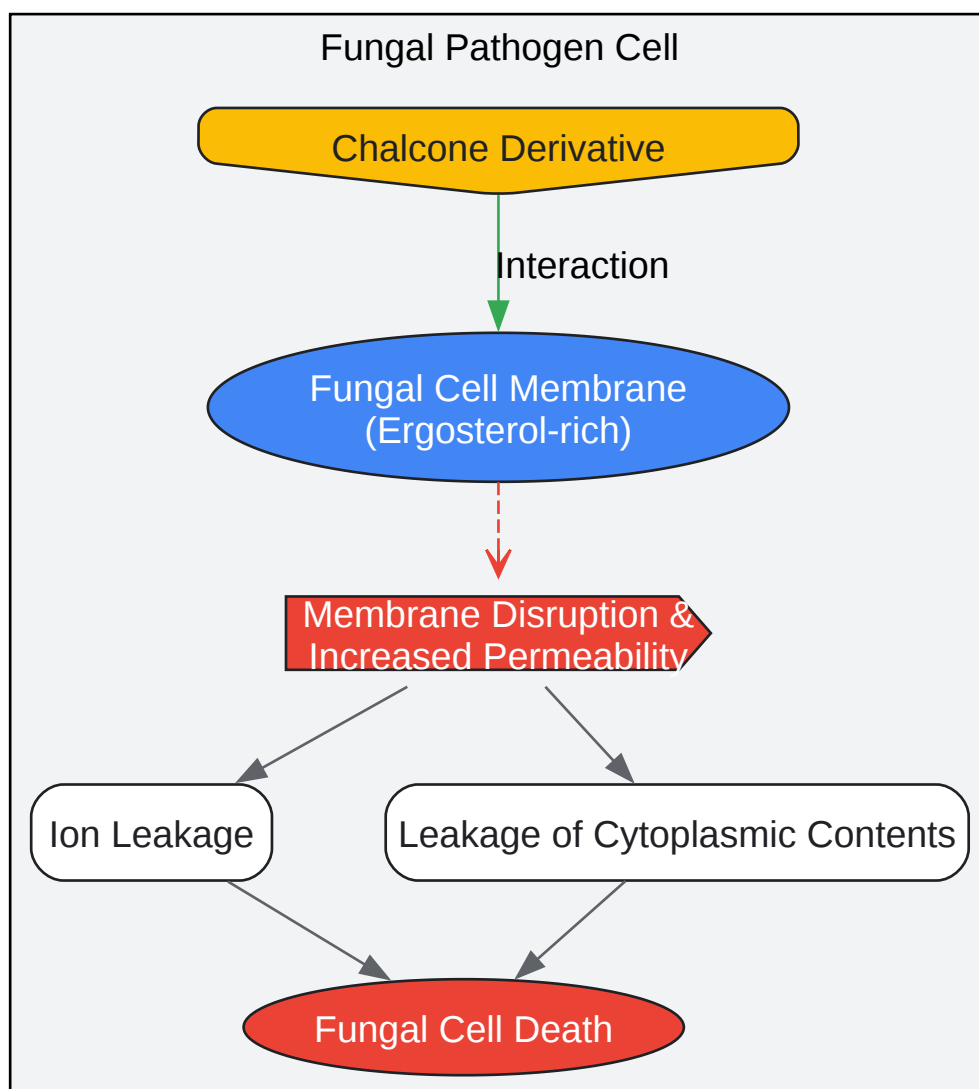 Fungal Pathogen Cell
Chalcone Derivative
Interaction
Fungal Cell Membrane
(Ergosterol-rich)
Membrane Disruption &
Increased Permeability
Ion Leakage
Leakage of Cytoplasmic Contents
Fungal Cell Death